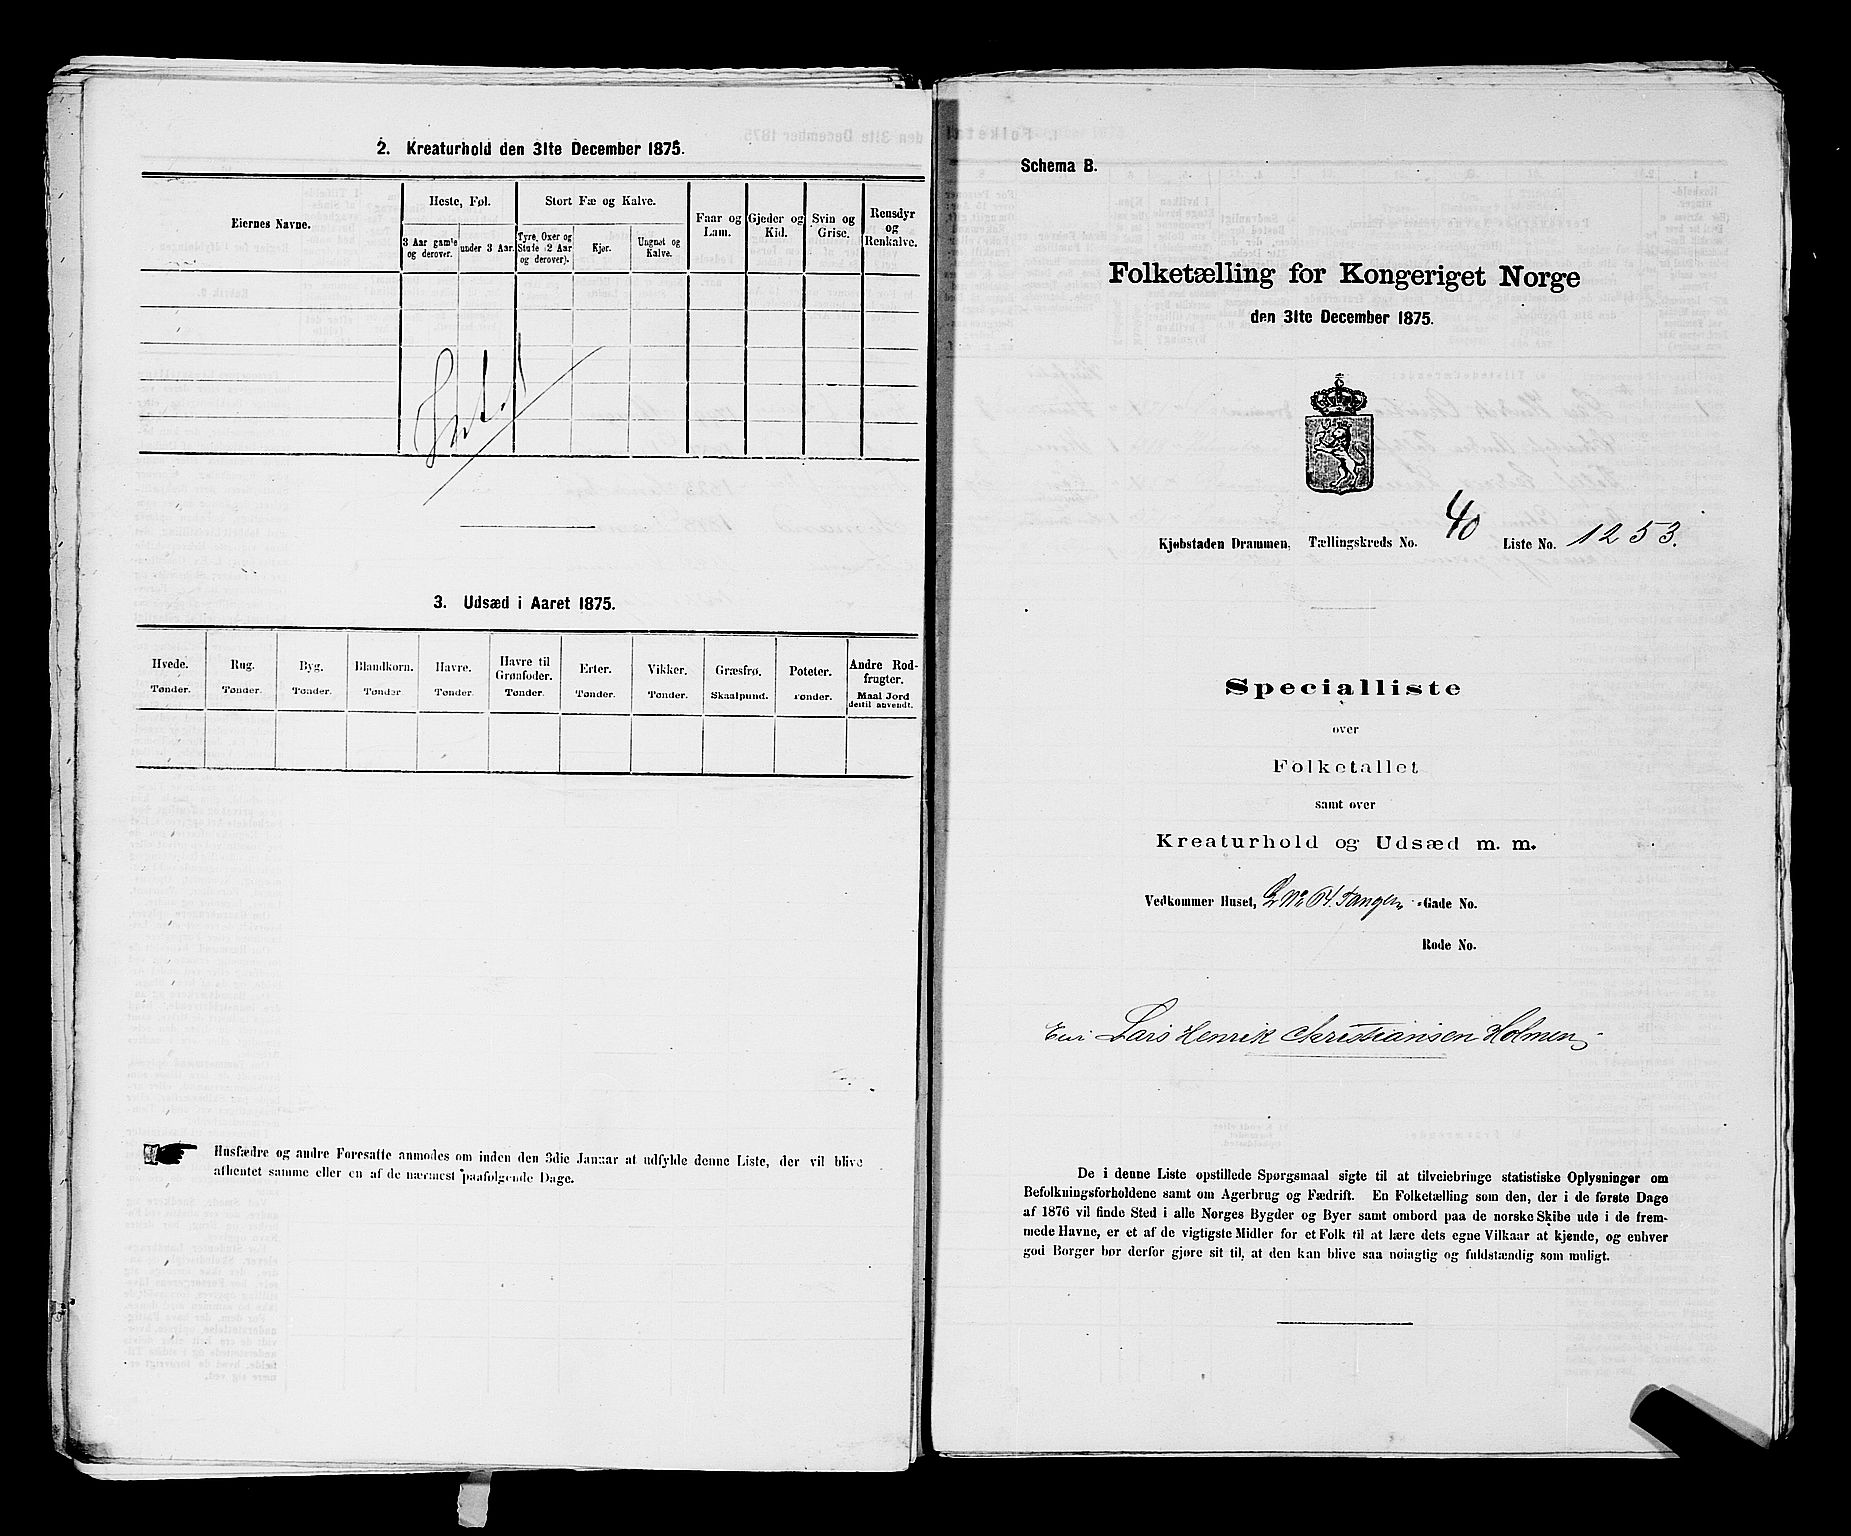 2. Kreaturhold den 31te December 1875.
Eiernes Navne.
Heste, Føl.
Stort Fæ og Kalve.
3 Aar gamle og derover.
under 3 Aar.
Tyre, Oxer og Stude (2 Aar og derover).
Kjør.
Ungnøt og Kalve.
Faar og Lam.
Gjeder og Kid.
Svin og Grise.
Rensdyr og Renkalve.
Intet
3. Udsæd i Aaret 1875.
Hvede. Tønder.
Rug. Tønder.
Byg. Tønder.
Blandkorn. Tønder.
Havre. Tønder.
Havre til Grønfoder. Tønder.
Erter. Tønder.
Vikker. Tønder.
Græsfrø. Skaalpund.
Poteter. Tønder.
Andre Rodfrugter. Maal Jord dertil anvendt.
Husfædre og andre Foresatte anmodes om inden den 3die Januar at udfylde denne Liste, der vil blive
afhentet samme eller en af de nærmest paafølgende Dage.
Schema B.
Folketælling for Kongeriget Norge
den 31te December 1875.
Kjøbstaden Drammen. Tællingskreds No. 40 Liste No. 1253.
Specialliste
over
Folketallet
samt over
Kreaturhold og Udsæd m. m.
Vedkommer Huset, Tangen -Gade No.
Rode No.
Eier Lars Henrik Christiansen Holmen
De i denne Liste opstillede Spørgsmaal sigte til at tilveiebringe statistiske Oplysninger om
Befolkningsforholdene samt om Agerbrug og Fædrift. En Folketælling som den, der i de første Dage
af 1876 vil finde Sted i alle Norges Bygder og Byer samt ombord paa de norske Skibe ude i de frem-
mede Havne, er et af de vigtigste Midler for et Folk til at lære dets egne Vilkaar at kjende, og enhver
god Borger bør derfor gjøre sit til, at den kan blive saa nøiagtig og fuldstændig som muligt.